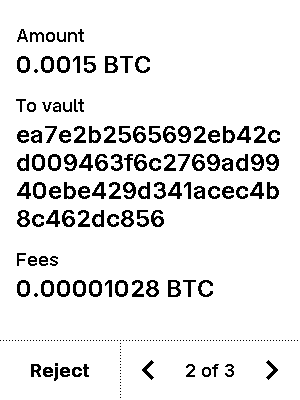 Amount
0.0015 BTC
To vault
ea7e2b2565692eb42c
d009463f6c2769ad99
40ebe429d341acec4b
8c462dc856
Fees
0.00001028 BTC
Reject
2 of 3